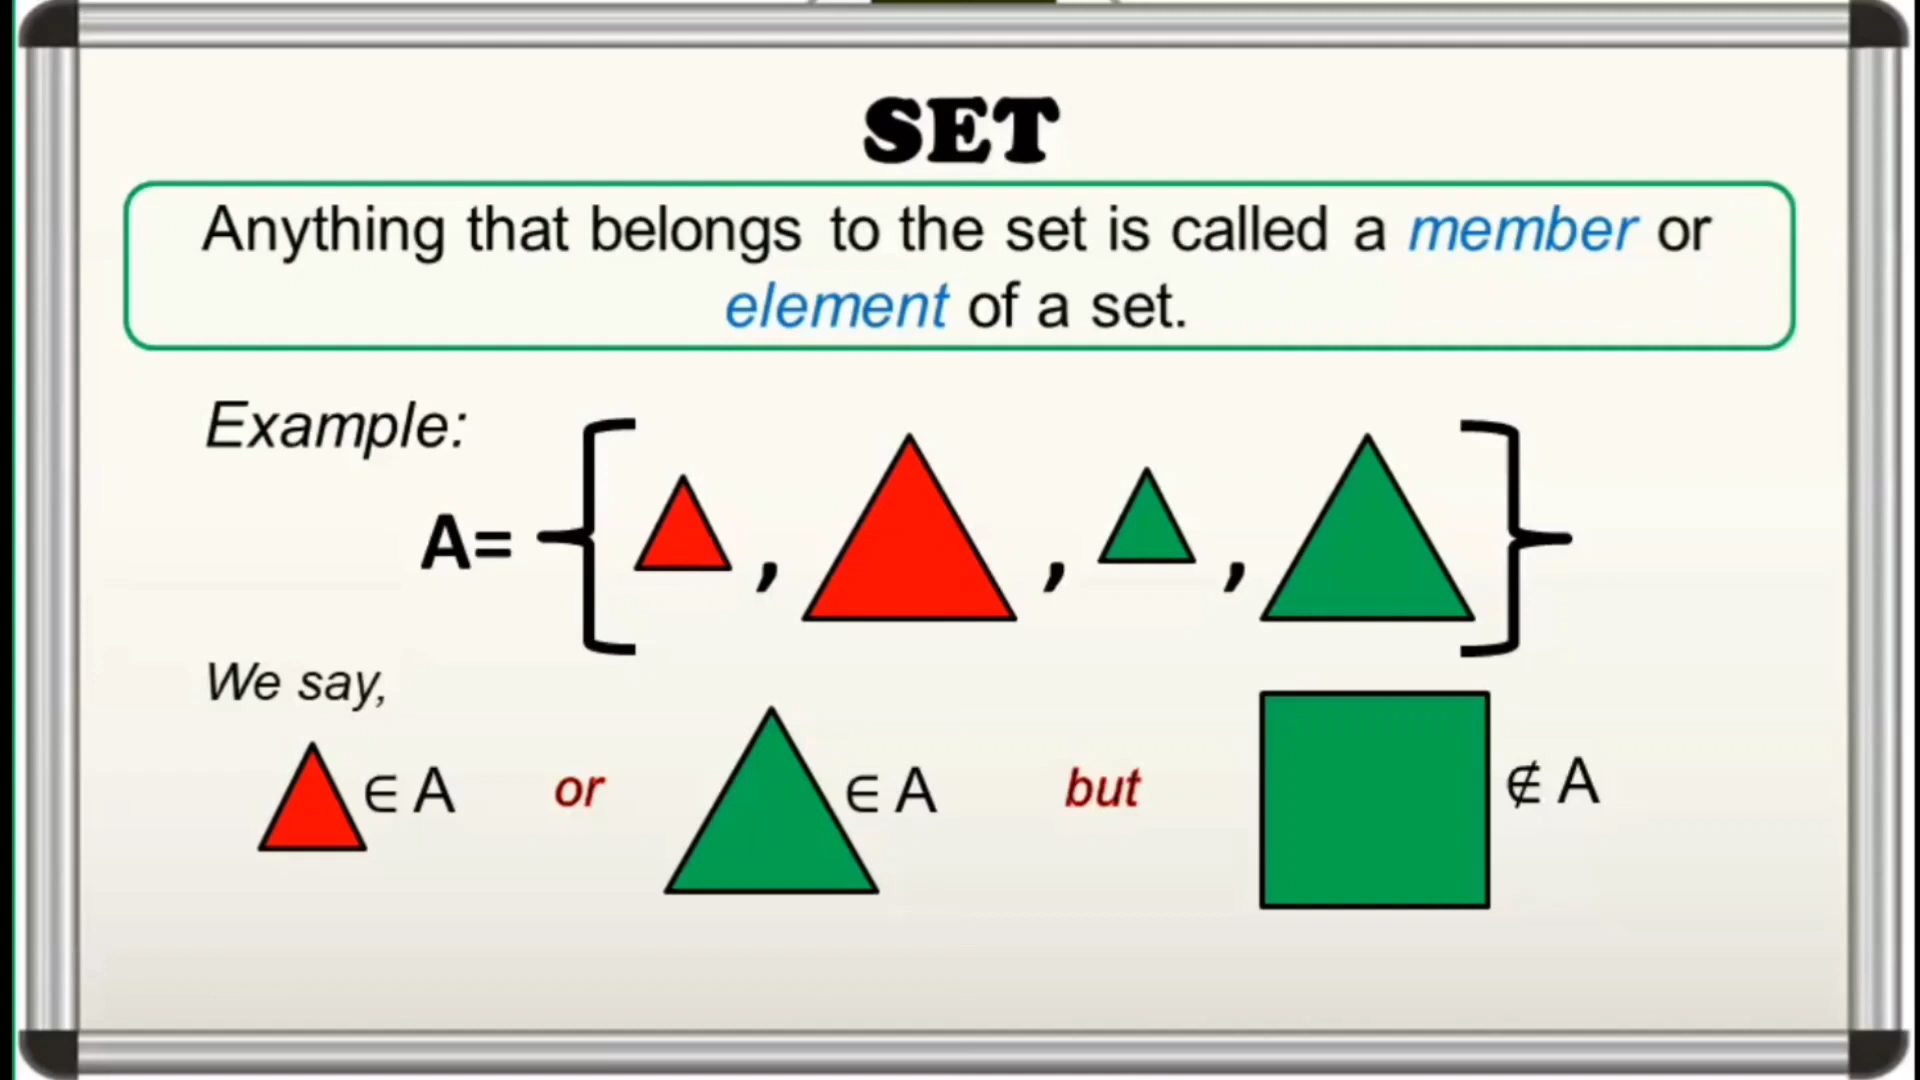 SET
Anything that belongs to the set is called a member or
element of a set.
Example:
A= { , , , }
We say,
∈ A or ∈ A but ∉ A